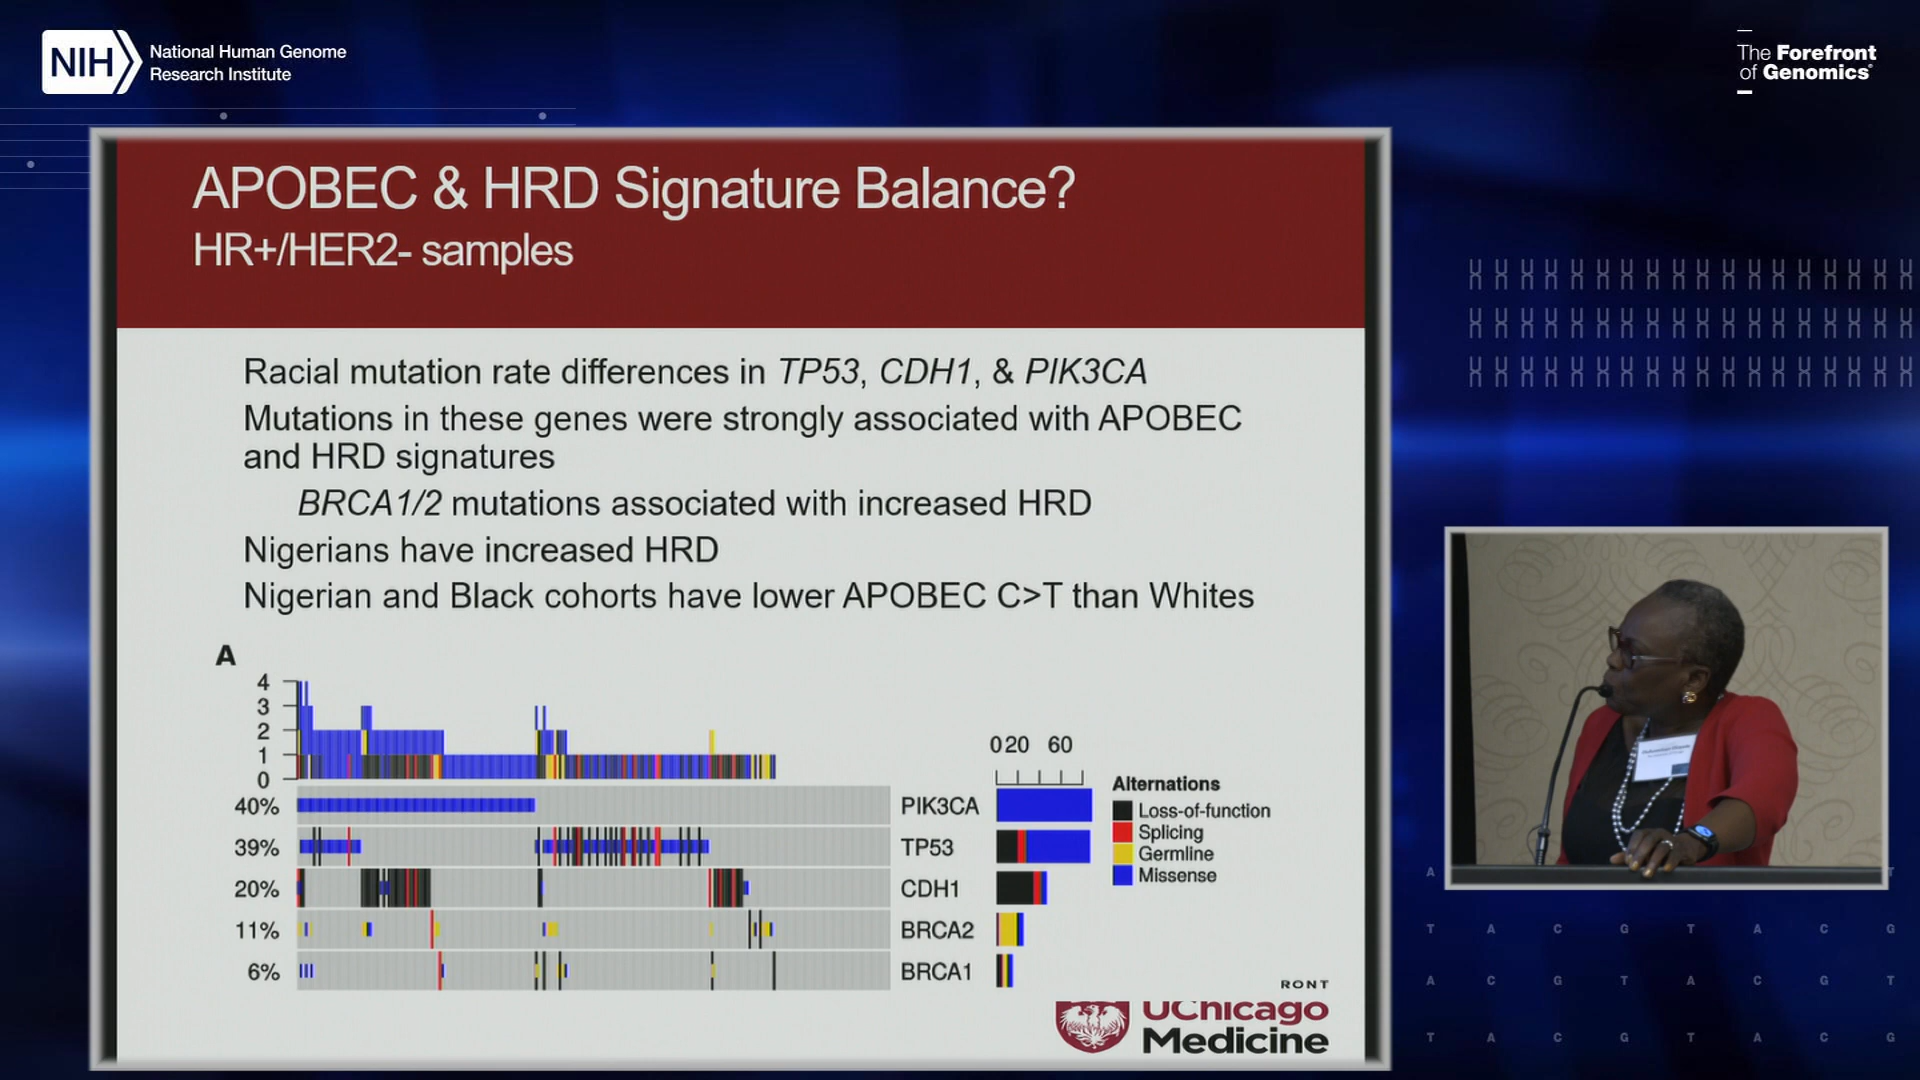 NIH
National Human Genome
Research Institute
The Forefront
of Genomics®
APOBEC & HRD Signature Balance?
HR+/HER2- samples
Racial mutation rate differences in TP53, CDH1, & PIK3CA
Mutations in these genes were strongly associated with APOBEC
and HRD signatures
BRCA1/2 mutations associated with increased HRD
Nigerians have increased HRD
Nigerian and Black cohorts have lower APOBEC C>T than Whites
A
4
3
2
1
0
0 20 60
40% PIK3CA
39% TP53
20% CDH1
11% BRCA2
6% BRCA1
Alternations
Loss-of-function
Splicing
Germline
Missense
RONT
UChicago
Medicine
A T
T A C G T A C G
A C G T A C G T
T A C G T A C G